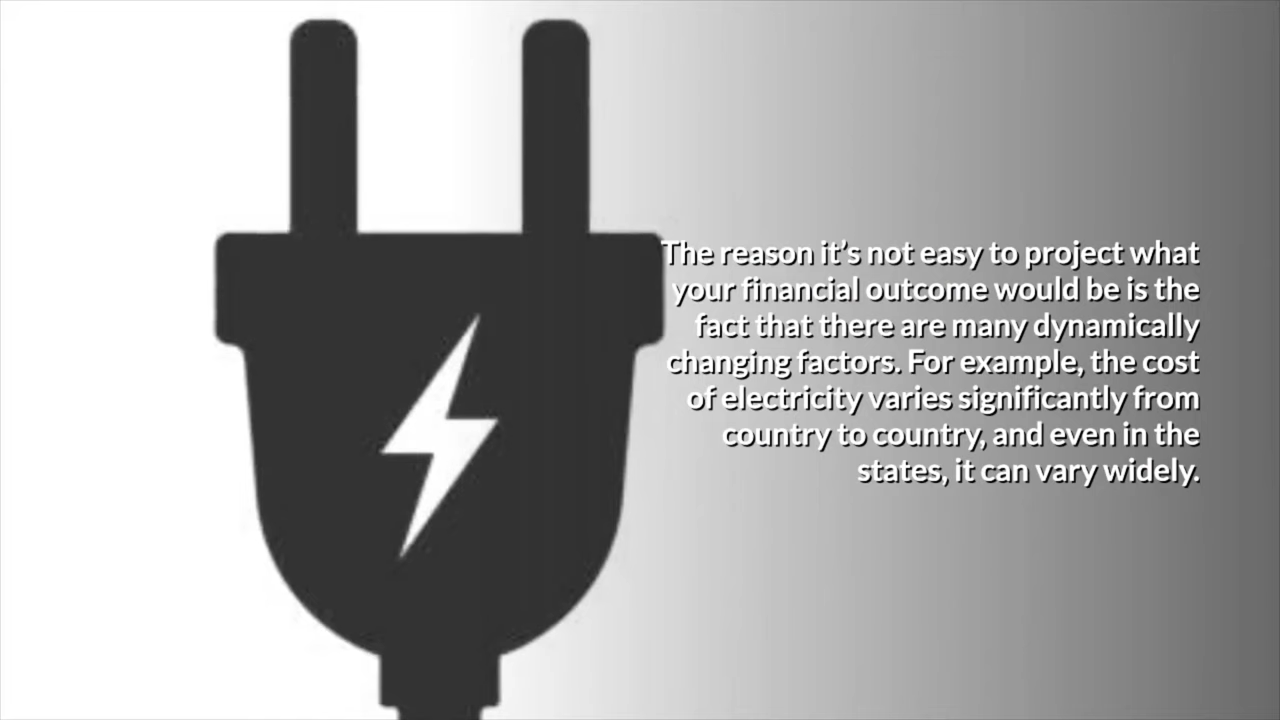 The reason it’s not easy to project what
your financial outcome would be is the
fact that there are many dynamically
changing factors. For example, the cost
of electricity varies significantly from
country to country, and even in the
states, it can vary widely.